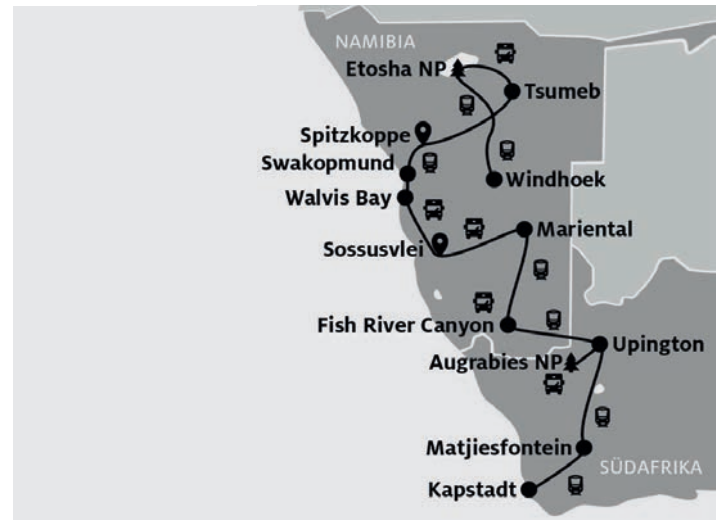 NAMIBIA
Etosha NP
Tsumeb
Spitzkoppe
Swakopmund
Windhoek
Walvis Bay
Mariental
Sossusvlei
Fish River Canyon
Upington
Augrabies NP
Matjiesfontein
SÜDAFRIKA
Kapstadt